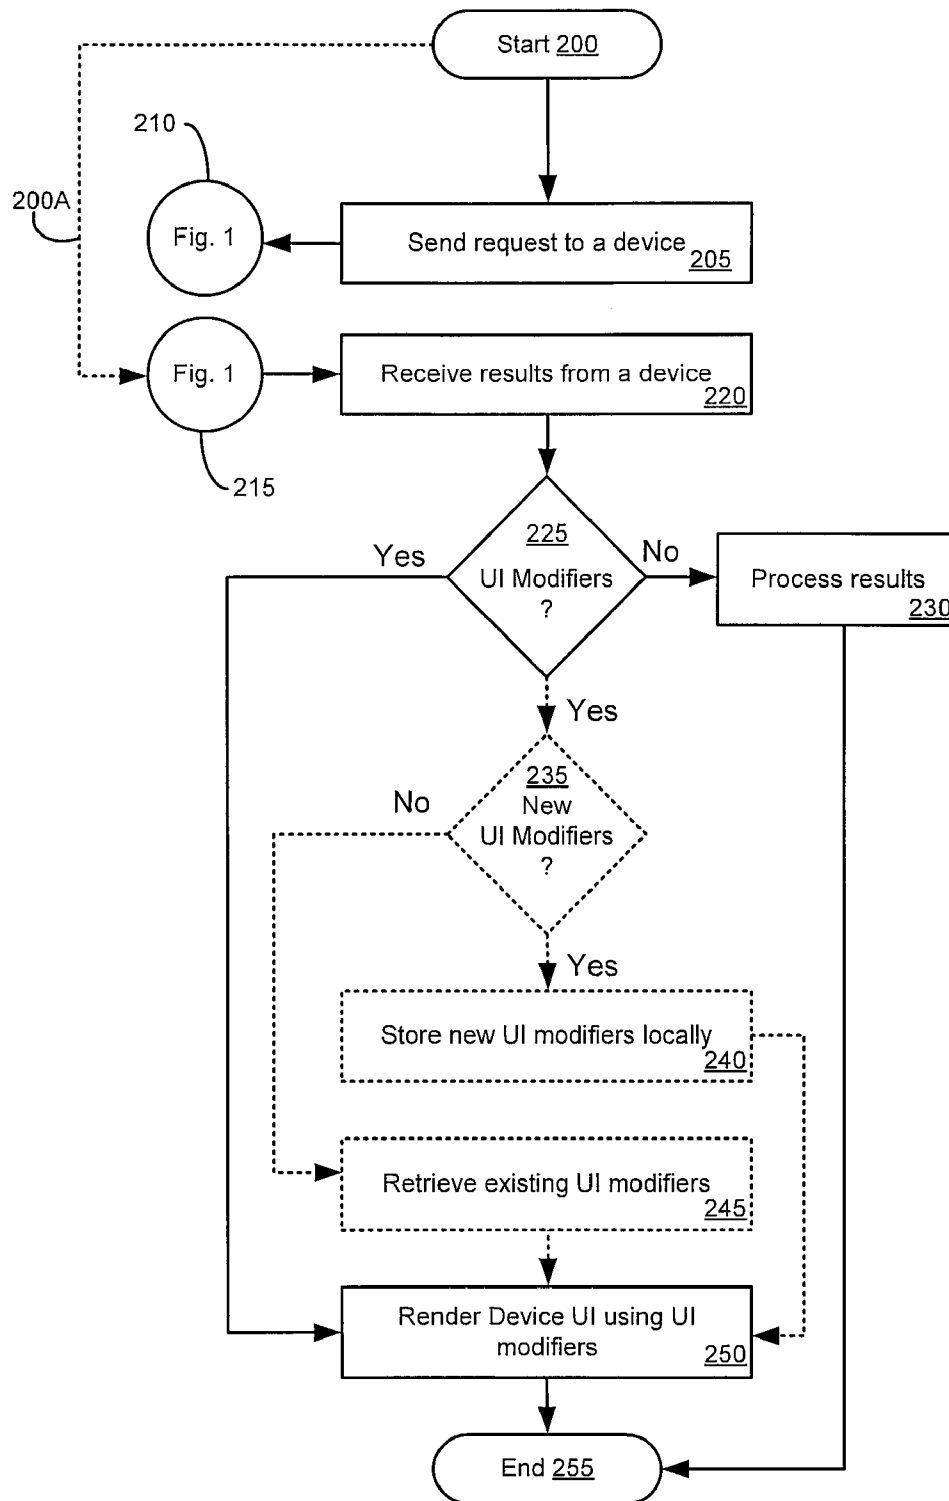 Start 200
210
200A
Fig. 1
Send request to a device
205
Fig. 1
Receive results from a device
220
215
225
UI Modifiers
?
Yes
No
Process results
230
Yes
235
New
UI Modifiers
?
No
Yes
Store new UI modifiers locally
240
Retrieve existing UI modifiers
245
Render Device UI using UI
modifiers
250
End 255